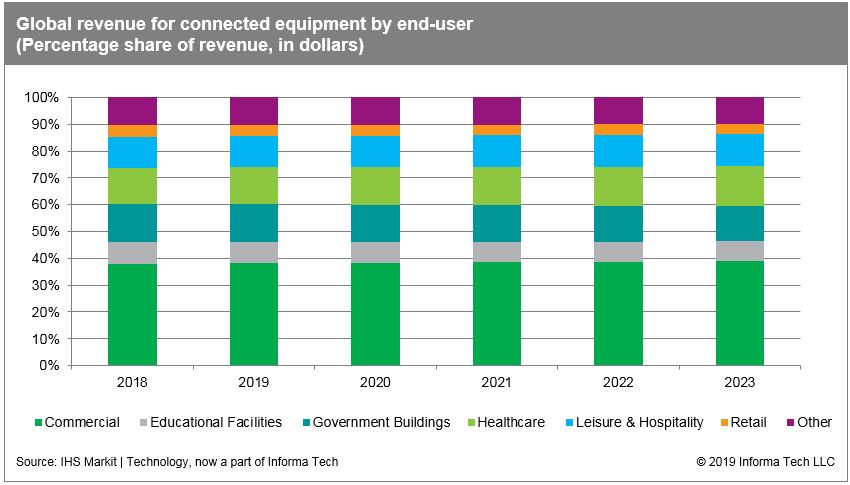 Global revenue for connected equipment by end-user
(Percentage share of revenue, in dollars)
100%
90%
80%
70%
60%
50%
40%
30%
20%
10%
0%
2018 2019 2020 2021 2022 2023
Commercial Educational Facilities Government Buildings Healthcare Leisure & Hospitality Retail Other
Source: IHS Markit | Technology, now a part of Informa Tech © 2019 Informa Tech LLC